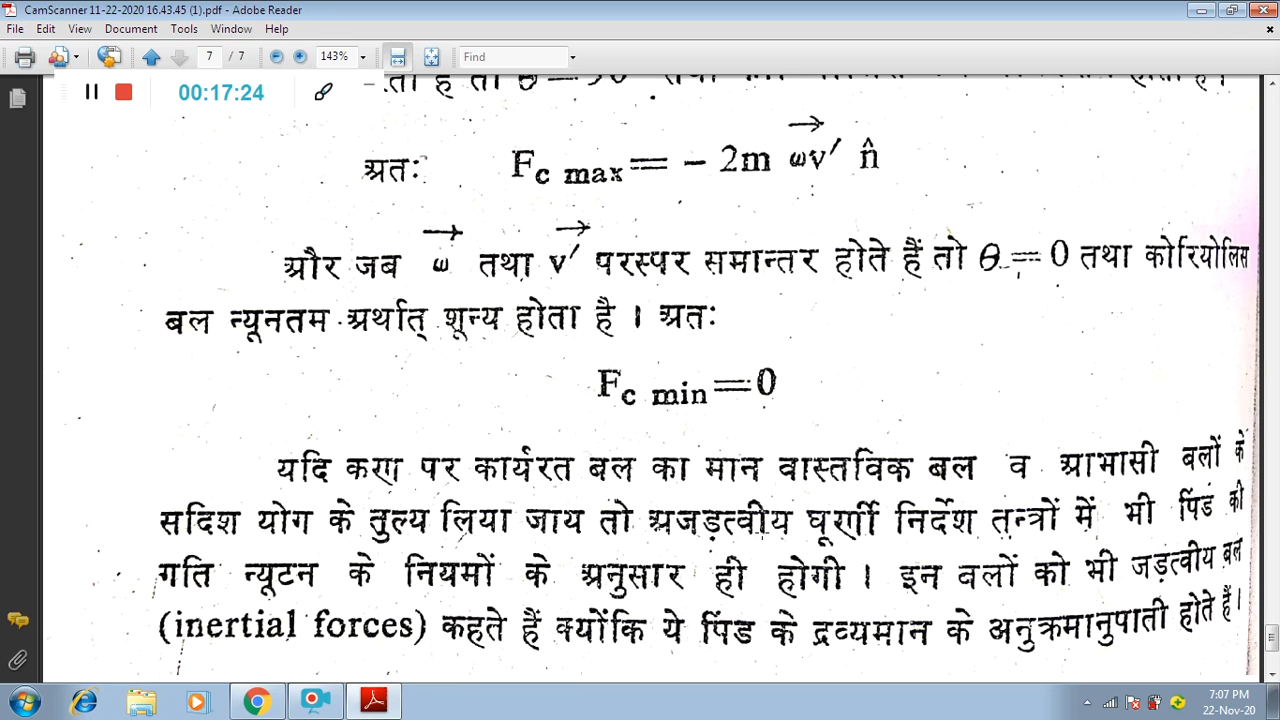 CamScanner 11-22-2020 16.43.45 (1).pdf - Adobe Reader
File Edit View Document Tools Window Help
7 / 7 143% Find
00:17:24
अतः F_c max = − 2m ωv′ n̂
और जब ω तथा v′ परस्पर समान्तर होते हैं तो θ = 0 तथा कोरियोलिस
बल न्यूनतम अर्थात् शून्य होता है । अतः
F_c min = 0
यदि कण पर कार्यरत बल का मान वास्तविक बल व आभासी बलों के
सदिश योग के तुल्य लिया जाय तो अजड़त्वीय घूर्णी निर्देश तन्त्रों में भी पिंड की
गति न्यूटन के नियमों के अनुसार ही होगी । इन बलों को भी जड़त्वीय बल
(inertial forces) कहते हैं क्योंकि ये पिंड के द्रव्यमान के अनुक्रमानुपाती होते हैं।
7:07 PM
22-Nov-20